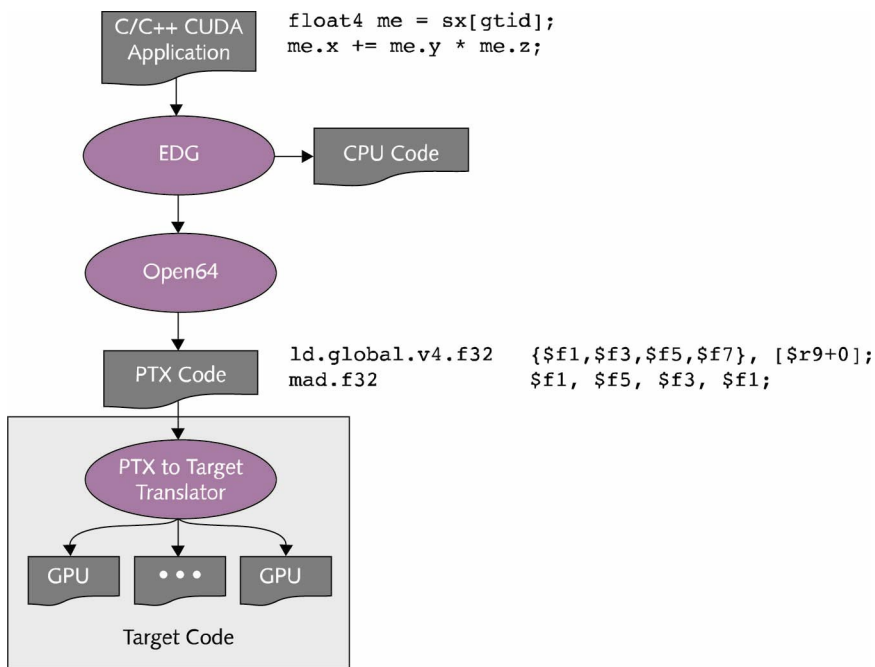 C/C++ CUDA
Application
float4 me = sx[gtid];
me.x += me.y * me.z;
EDG
CPU Code
Open64
PTX Code
ld.global.v4.f32 {$f1,$f3,$f5,$f7}, [$r9+0];
mad.f32 $f1, $f5, $f3, $f1;
PTX to Target
Translator
GPU
•••
GPU
Target Code